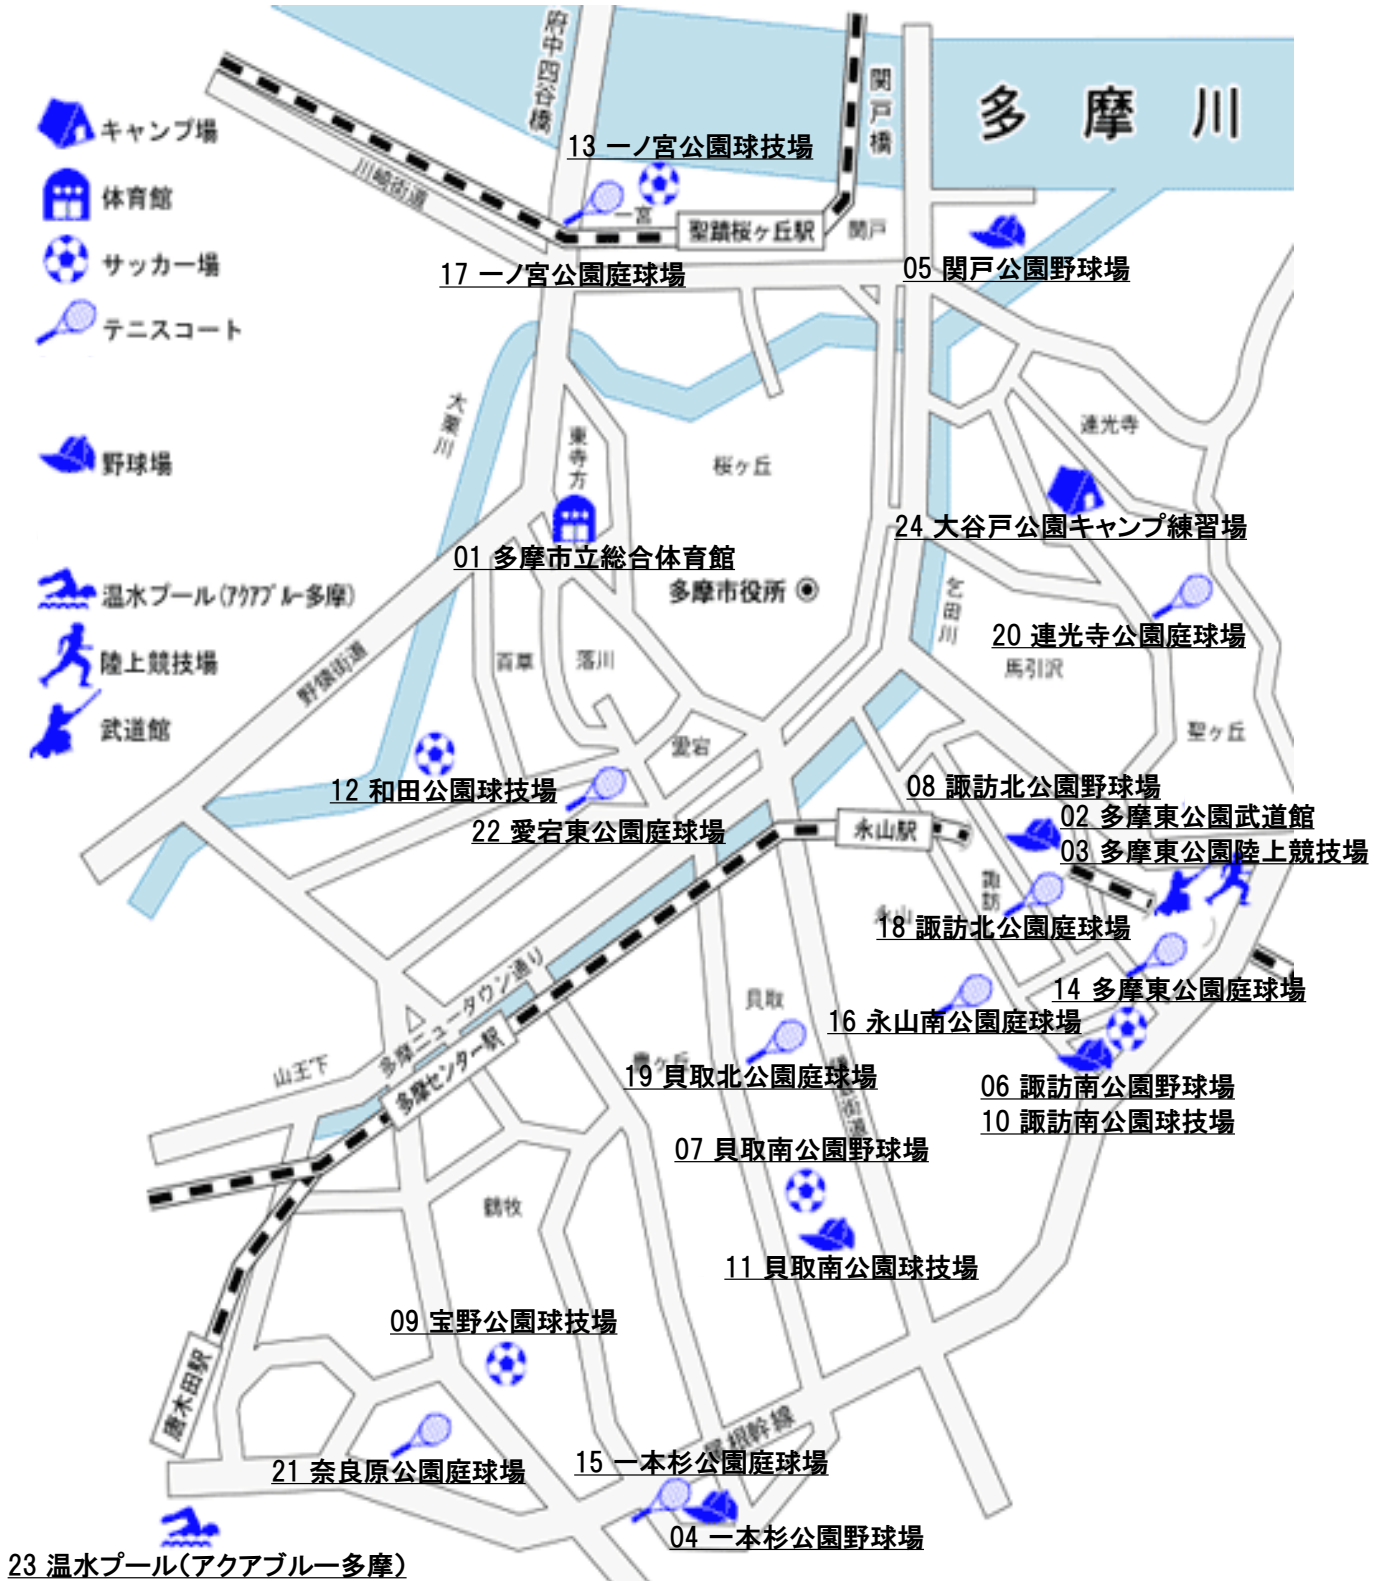 府中四谷橋
関戸橋
多摩川
キャンプ場
体育館
サッカー場
テニスコート
野球場
温水プール(アクアブルー多摩)
陸上競技場
武道館
川崎街道
13 一ノ宮公園球技場
一宮
聖蹟桜ヶ丘駅
関戸
17 一ノ宮公園庭球場
05 関戸公園野球場
大栗川
東寺方
桜ヶ丘
連光寺
24 大谷戸公園キャンプ練習場
01 多摩市立総合体育館
多摩市役所
乞田川
20 連光寺公園庭球場
馬引沢
百草
落川
野猿街道
愛宕
聖ヶ丘
12 和田公園球技場
22 愛宕東公園庭球場
08 諏訪北公園野球場
02 多摩東公園武道館
03 多摩東公園陸上競技場
永山駅
諏訪
永山
18 諏訪北公園庭球場
14 多摩東公園庭球場
多摩ニュータウン通り
貝取
16 永山南公園庭球場
多摩センター駅
山王下
豊ヶ丘
19 貝取北公園庭球場
鎌倉街道
06 諏訪南公園野球場
10 諏訪南公園球技場
07 貝取南公園野球場
鶴牧
11 貝取南公園球技場
09 宝野公園球技場
唐木田駅
尾根幹線
21 奈良原公園庭球場
15 一本杉公園庭球場
04 一本杉公園野球場
23 温水プール(アクアブルー多摩)